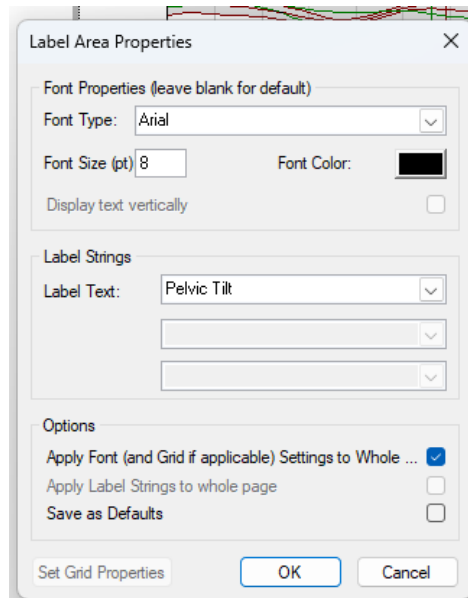 Label Area Properties
Font Properties (leave blank for default)
Font Type: Arial
Font Size (pt) 8 Font Color:
Display text vertically
Label Strings
Label Text: Pelvic Tilt
Options
Apply Font (and Grid if applicable) Settings to Whole ...
Apply Label Strings to whole page
Save as Defaults
Set Grid Properties OK Cancel